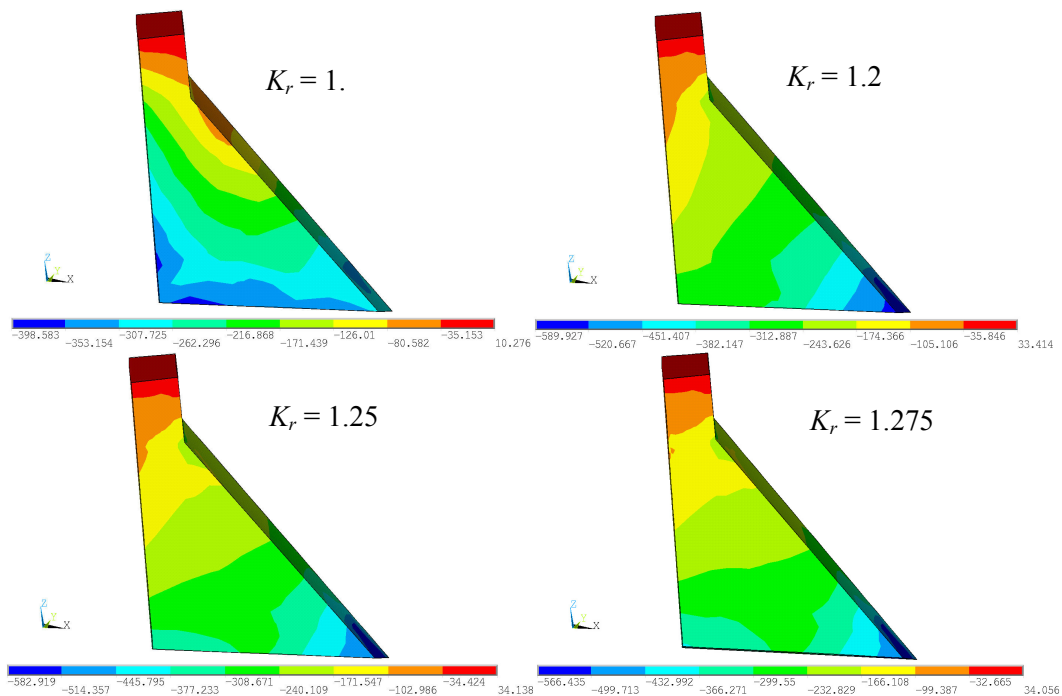 K_r = 1.
Z
Y
X
-398.583 -307.725 -216.868 -126.01 -35.153
-353.154 -262.296 -171.439 -80.582 10.276
K_r = 1.2
Z
Y
X
-589.927 -451.407 -312.887 -174.366 -35.846
-520.667 -382.147 -243.626 -105.106 33.414
K_r = 1.25
Z
Y
X
-582.919 -445.795 -308.671 -171.547 -34.424
-514.357 -377.233 -240.109 -102.986 34.138
K_r = 1.275
Z
Y
X
-566.435 -432.992 -299.55 -166.108 -32.665
-499.713 -366.271 -232.829 -99.387 34.056